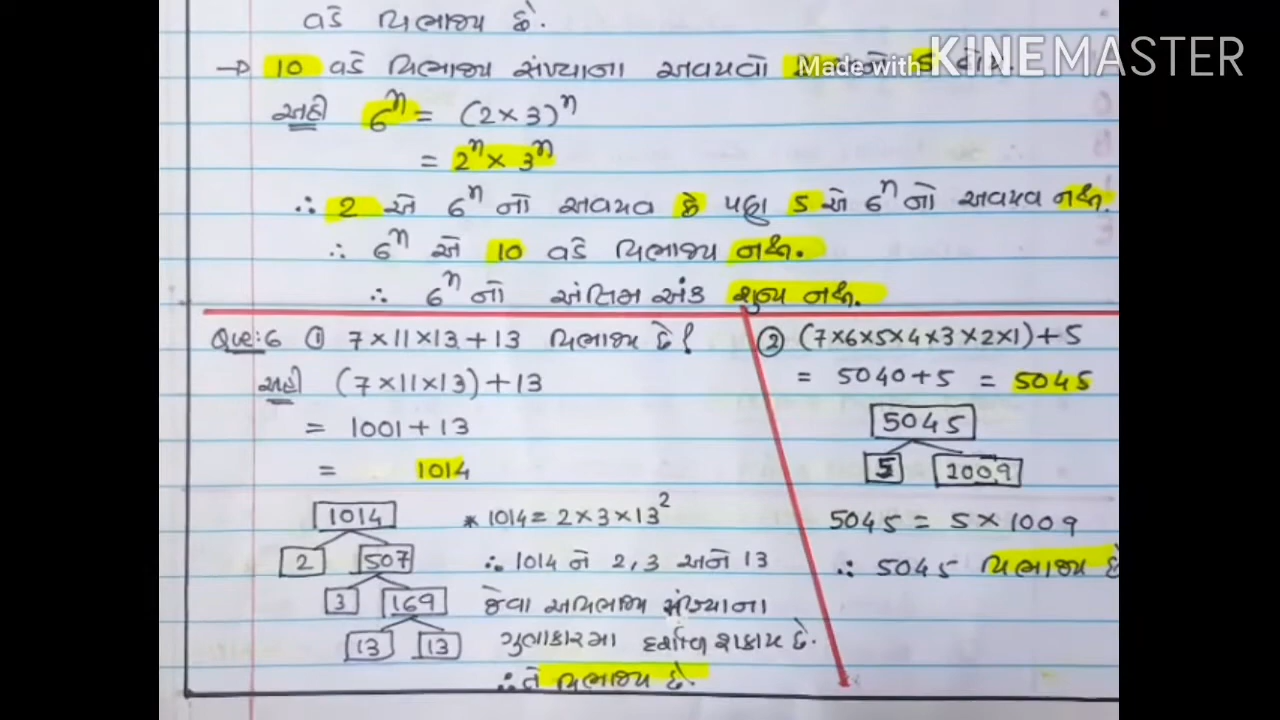 વડે વિભાજ્ય છે.
→ 10 વડે વિભાજ્ય સંખ્યાના અવયવો
Made with KINEMASTER
અહી 6ⁿ = (2 × 3)ⁿ
= 2ⁿ × 3ⁿ
∴ 2 એ 6ⁿ નો અવયવ છે પણ 5 એ 6ⁿ નો અવયવ નથી.
∴ 6ⁿ એ 10 વડે વિભાજ્ય નથી.
∴ 6ⁿ નો અંતિમ અંક શુન્ય નથી.
Que:6 ① 7×11×13+13 વિભાજ્ય છે?
અહી (7×11×13)+13
= 1001+13
= 1014
1014
2 507
3 169
13 13
* 1014 = 2×3×13²
∴ 1014 ને 2,3 અને 13
જેવા અવિભાજ્ય સંખ્યાના
ગુણાકારમા દર્શાવિ શકાય છે.
∴ તે વિભાજ્ય છે.
② (7×6×5×4×3×2×1)+5
= 5040+5 = 5045
5045
5 1009
5045 = 5×1009
∴ 5045 વિભાજ્ય છે